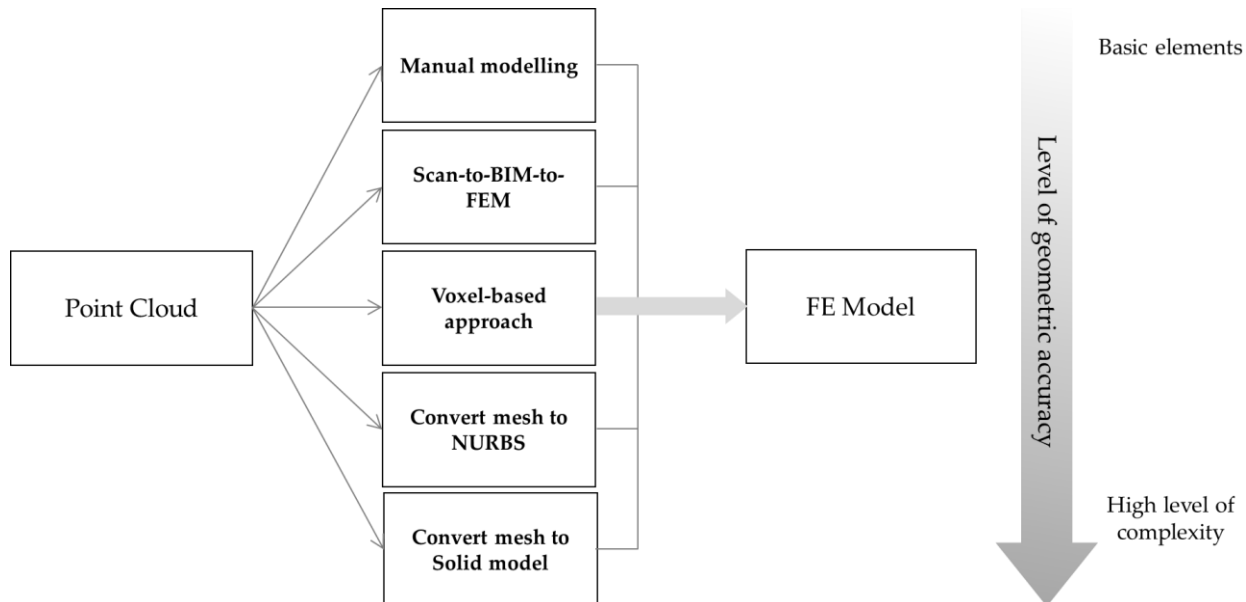 Manual modelling
Scan-to-BIM-to-
FEM
Point Cloud
Voxel-based
approach
Convert mesh to
NURBS
Convert mesh to
Solid model
FE Model
Level of geometric accuracy
Basic elements
High level of
complexity